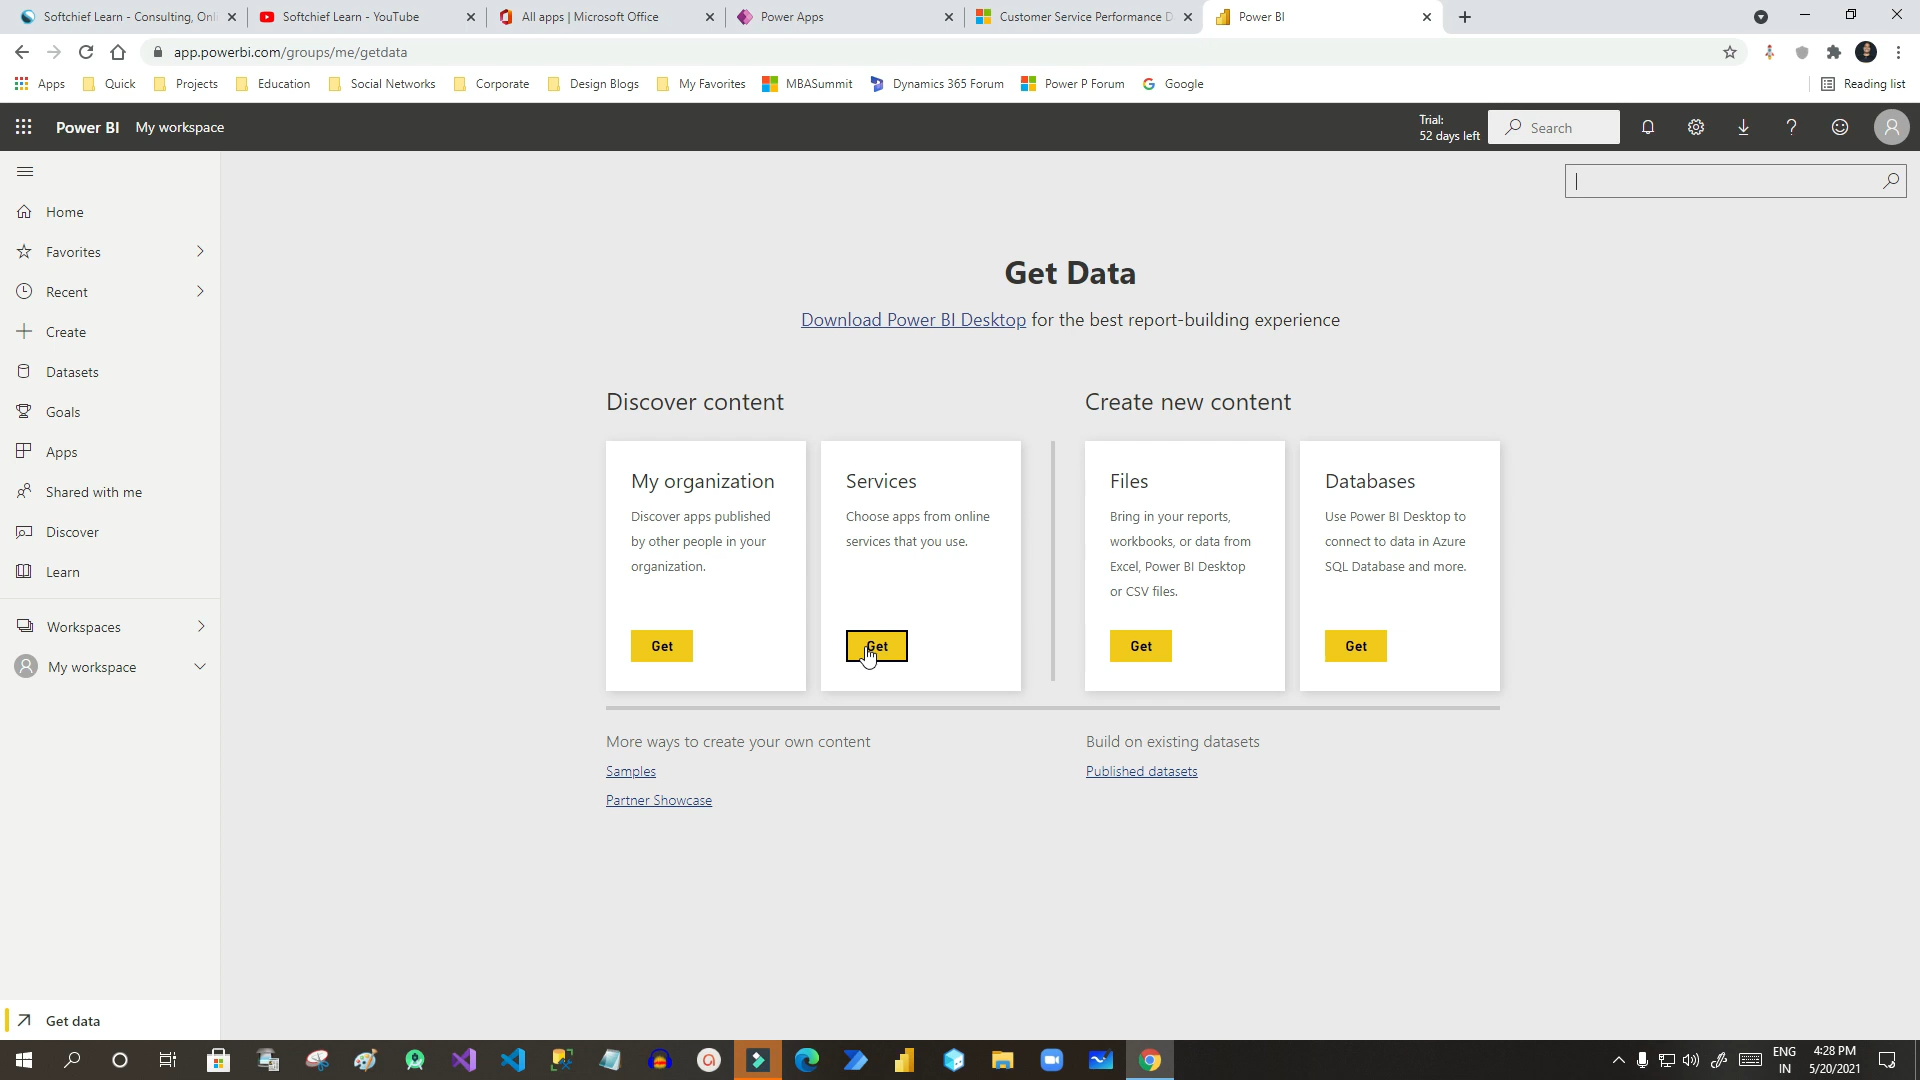 Softchief Learn - Consulting, Onli
Softchief Learn - YouTube
All apps | Microsoft Office
Power Apps
Customer Service Performance D
Power BI
app.powerbi.com/groups/me/getdata
Apps
Quick
Projects
Education
Social Networks
Corporate
Design Blogs
My Favorites
MBASummit
Dynamics 365 Forum
Power P Forum
Google
Reading list
Power BI
My workspace
Trial:
52 days left
Search
Home
Favorites
Recent
Create
Datasets
Goals
Apps
Shared with me
Discover
Learn
Workspaces
My workspace
Get data
Get Data
Download Power BI Desktop for the best report-building experience
Discover content
My organization
Discover apps published
by other people in your
organization.
Get
Services
Choose apps from online
services that you use.
Get
Create new content
Files
Bring in your reports,
workbooks, or data from
Excel, Power BI Desktop
or CSV files.
Get
Databases
Use Power BI Desktop to
connect to data in Azure
SQL Database and more.
Get
More ways to create your own content
Samples
Partner Showcase
Build on existing datasets
Published datasets
ENG
IN
4:28 PM
5/20/2021